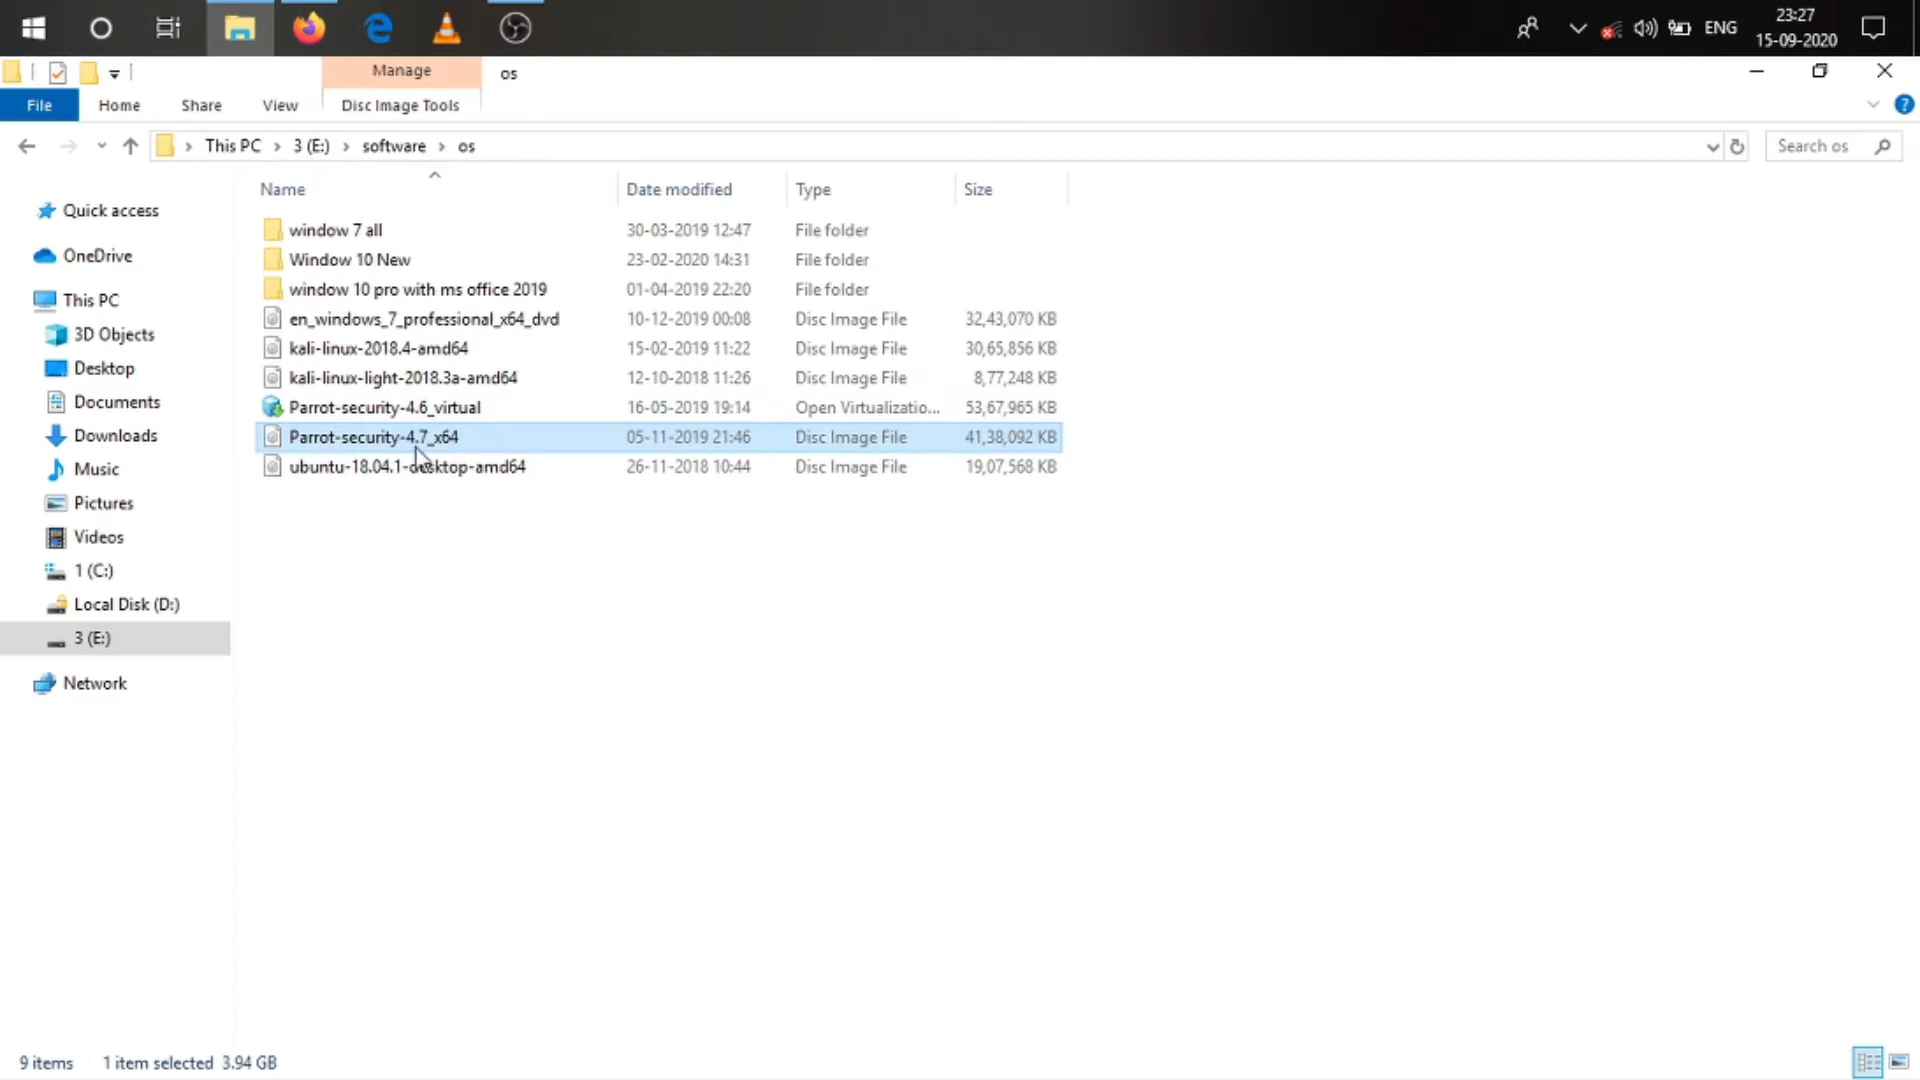 ENG
23:27
15-09-2020
Manage
os
File
Home
Share
View
Disc Image Tools
This PC
3 (E:)
software
os
Search os
Name
Date modified
Type
Size
window 7 all 30-03-2019 12:47 File folder
Window 10 New 23-02-2020 14:31 File folder
window 10 pro with ms office 2019 01-04-2019 22:20 File folder
en_windows_7_professional_x64_dvd 10-12-2019 00:08 Disc Image File 32,43,070 KB
kali-linux-2018.4-amd64 15-02-2019 11:22 Disc Image File 30,65,856 KB
kali-linux-light-2018.3a-amd64 12-10-2018 11:26 Disc Image File 8,77,248 KB
Parrot-security-4.6_virtual 16-05-2019 19:14 Open Virtualizatio... 53,67,965 KB
Parrot-security-4.7_x64 05-11-2019 21:46 Disc Image File 41,38,092 KB
ubuntu-18.04.1-desktop-amd64 26-11-2018 10:44 Disc Image File 19,07,568 KB
Quick access
OneDrive
This PC
3D Objects
Desktop
Documents
Downloads
Music
Pictures
Videos
1 (C:)
Local Disk (D:)
3 (E:)
Network
9 items 1 item selected 3.94 GB